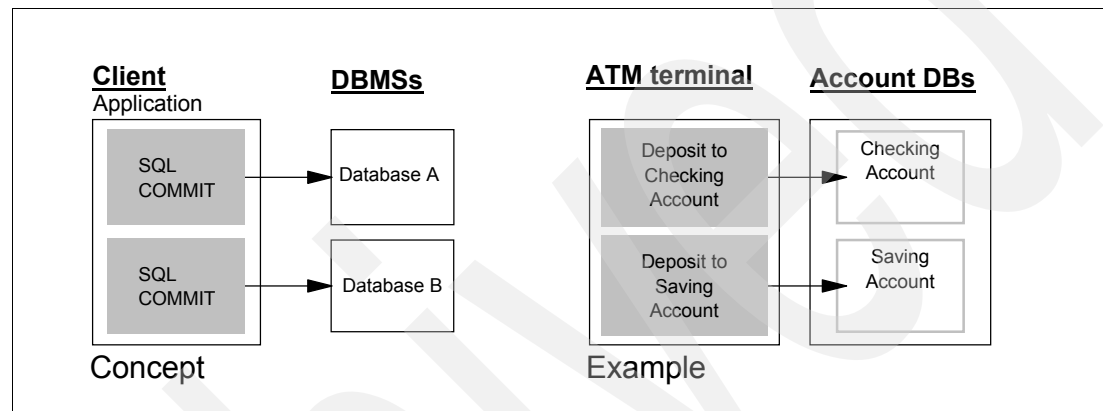 Client
Application
DBMSs
SQL
COMMIT
Database A
SQL
COMMIT
Database B
Concept
ATM terminal
Account DBs
Deposit to
Checking
Account
Checking
Account
Deposit to
Saving
Account
Saving
Account
Example